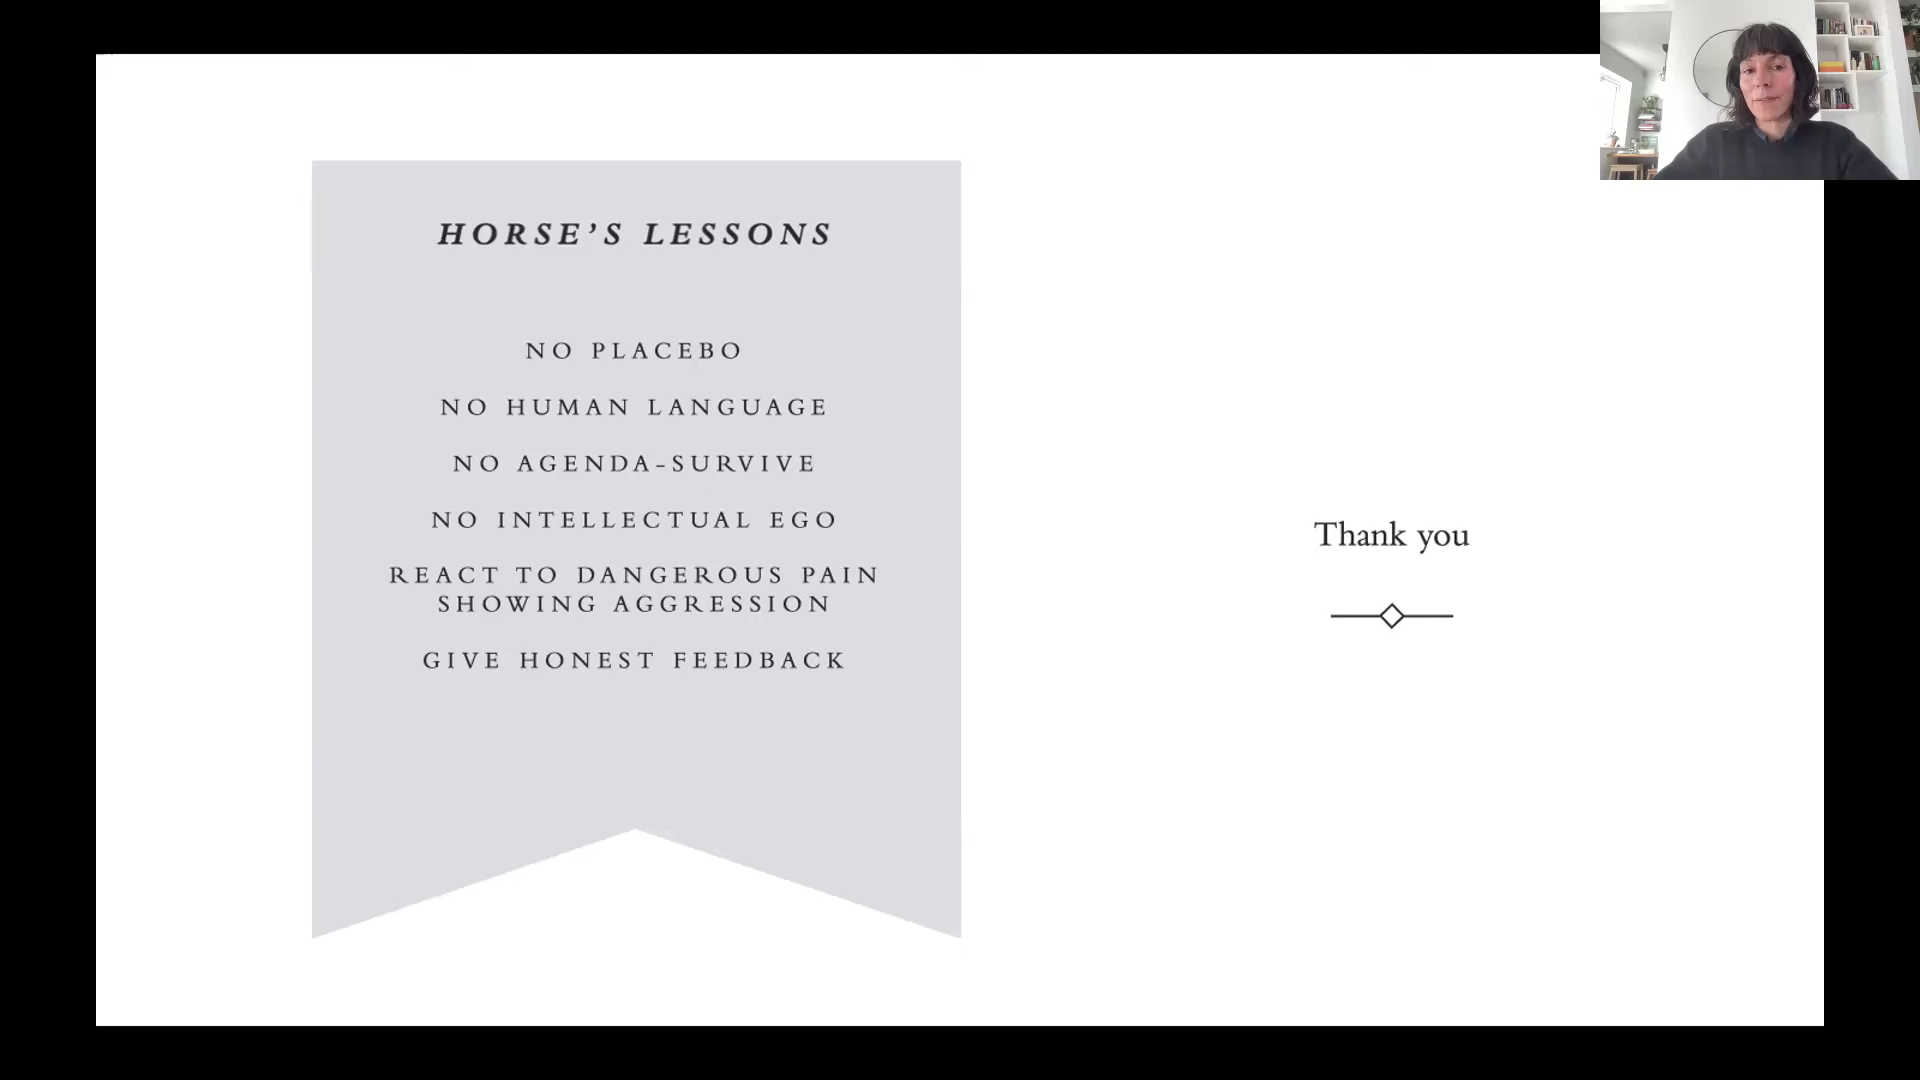 HORSE’S LESSONS
NO PLACEBO
NO HUMAN LANGUAGE
NO AGENDA-SURVIVE
NO INTELLECTUAL EGO
REACT TO DANGEROUS PAIN
SHOWING AGGRESSION
GIVE HONEST FEEDBACK
Thank you